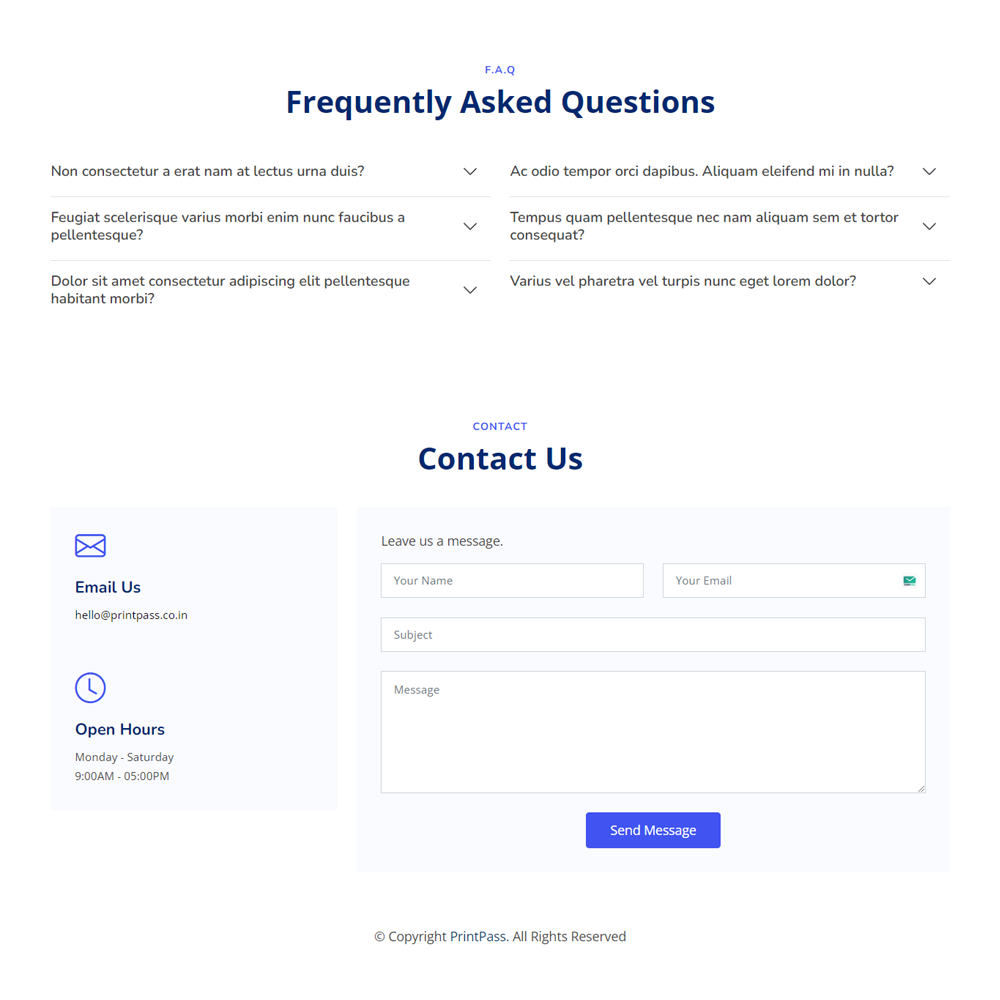 F.A.Q
Frequently Asked Questions
Non consectetur a erat nam at lectus urna duis?
Feugiat scelerisque varius morbi enim nunc faucibus a
pellentesque?
Dolor sit amet consectetur adipiscing elit pellentesque
habitant morbi?
Ac odio tempor orci dapibus. Aliquam eleifend mi in nulla?
Tempus quam pellentesque nec nam aliquam sem et tortor
consequat?
Varius vel pharetra vel turpis nunc eget lorem dolor?
CONTACT
Contact Us
Email Us
hello@printpass.co.in
Open Hours
Monday - Saturday
9:00AM - 05:00PM
Leave us a message.
Your Name
Your Email
Subject
Message
Send Message
© Copyright PrintPass. All Rights Reserved